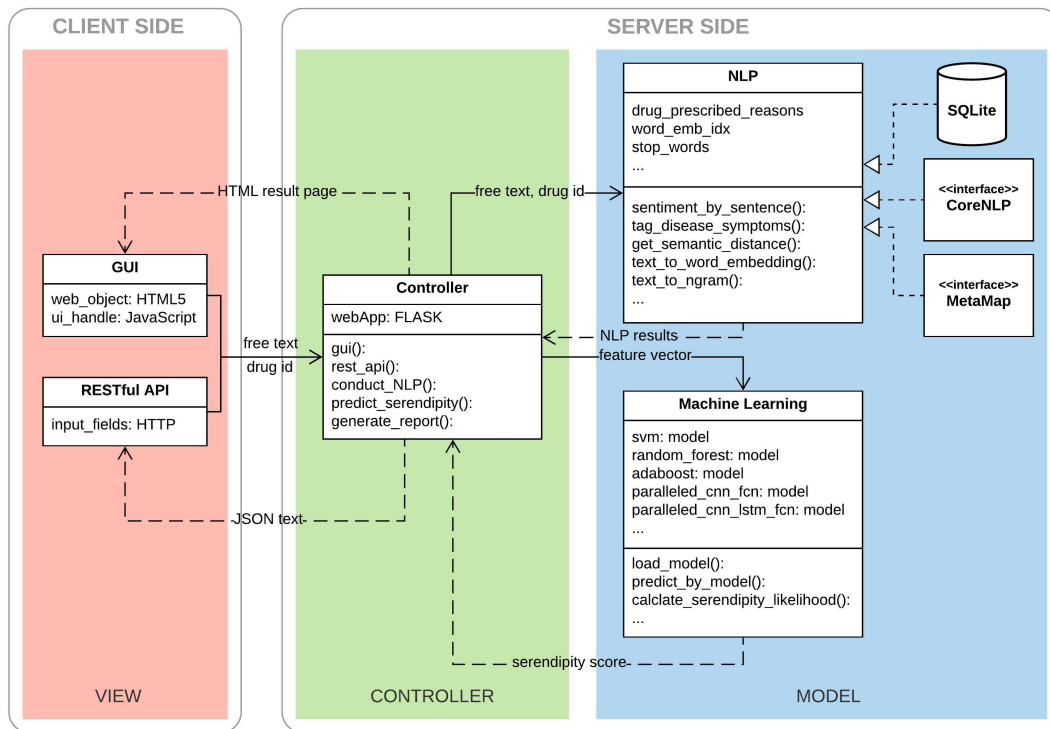 CLIENT SIDE
SERVER SIDE
NLP
drug_prescribed_reasons
word_emb_idx
stop_words
...
sentiment_by_sentence():
tag_disease_symptoms():
get_semantic_distance():
text_to_word_embedding():
text_to_ngram():
...
SQLite
<<interface>>
CoreNLP
<<interface>>
MetaMap
HTML result page
free text, drug id
GUI
web_object: HTML5
ui_handle: JavaScript
RESTful API
input_fields: HTTP
free text
drug id
Controller
webApp: FLASK
gui():
rest_api():
conduct_NLP():
predict_serendipity():
generate_report():
NLP results
feature vector
Machine Learning
svm: model
random_forest: model
adaboost: model
paralleled_cnn_fcn: model
paralleled_cnn_lstm_fcn: model
...
load_model():
predict_by_model():
calclate_serendipity_likelihood():
...
JSON text
serendipity score
VIEW
CONTROLLER
MODEL